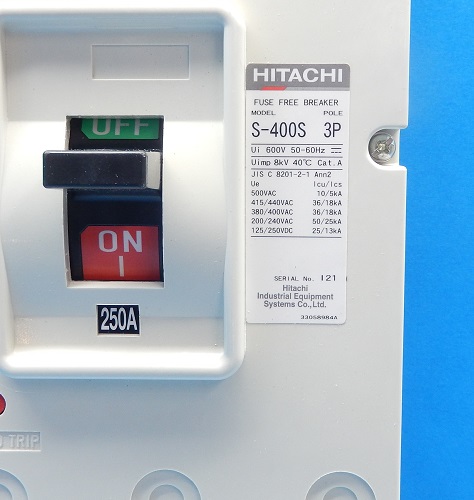 OFF
ON
I
250A
TRIP
HITACHI
FUSE FREE BREAKER
MODEL POLE
S-400S 3P
Ui 600V 50-60Hz ⎓
Uimp 8kV 40℃ Cat.A
JIS C 8201-2-1 Ann2
Ue Icu/Ics
500VAC 10/5kA
415/440VAC 36/18kA
380/400VAC 36/18kA
200/240VAC 50/25kA
125/250VDC 25/13kA
SERIAL No. 121
Hitachi
Industrial Equipment
Systems Co.,Ltd.
33058984A